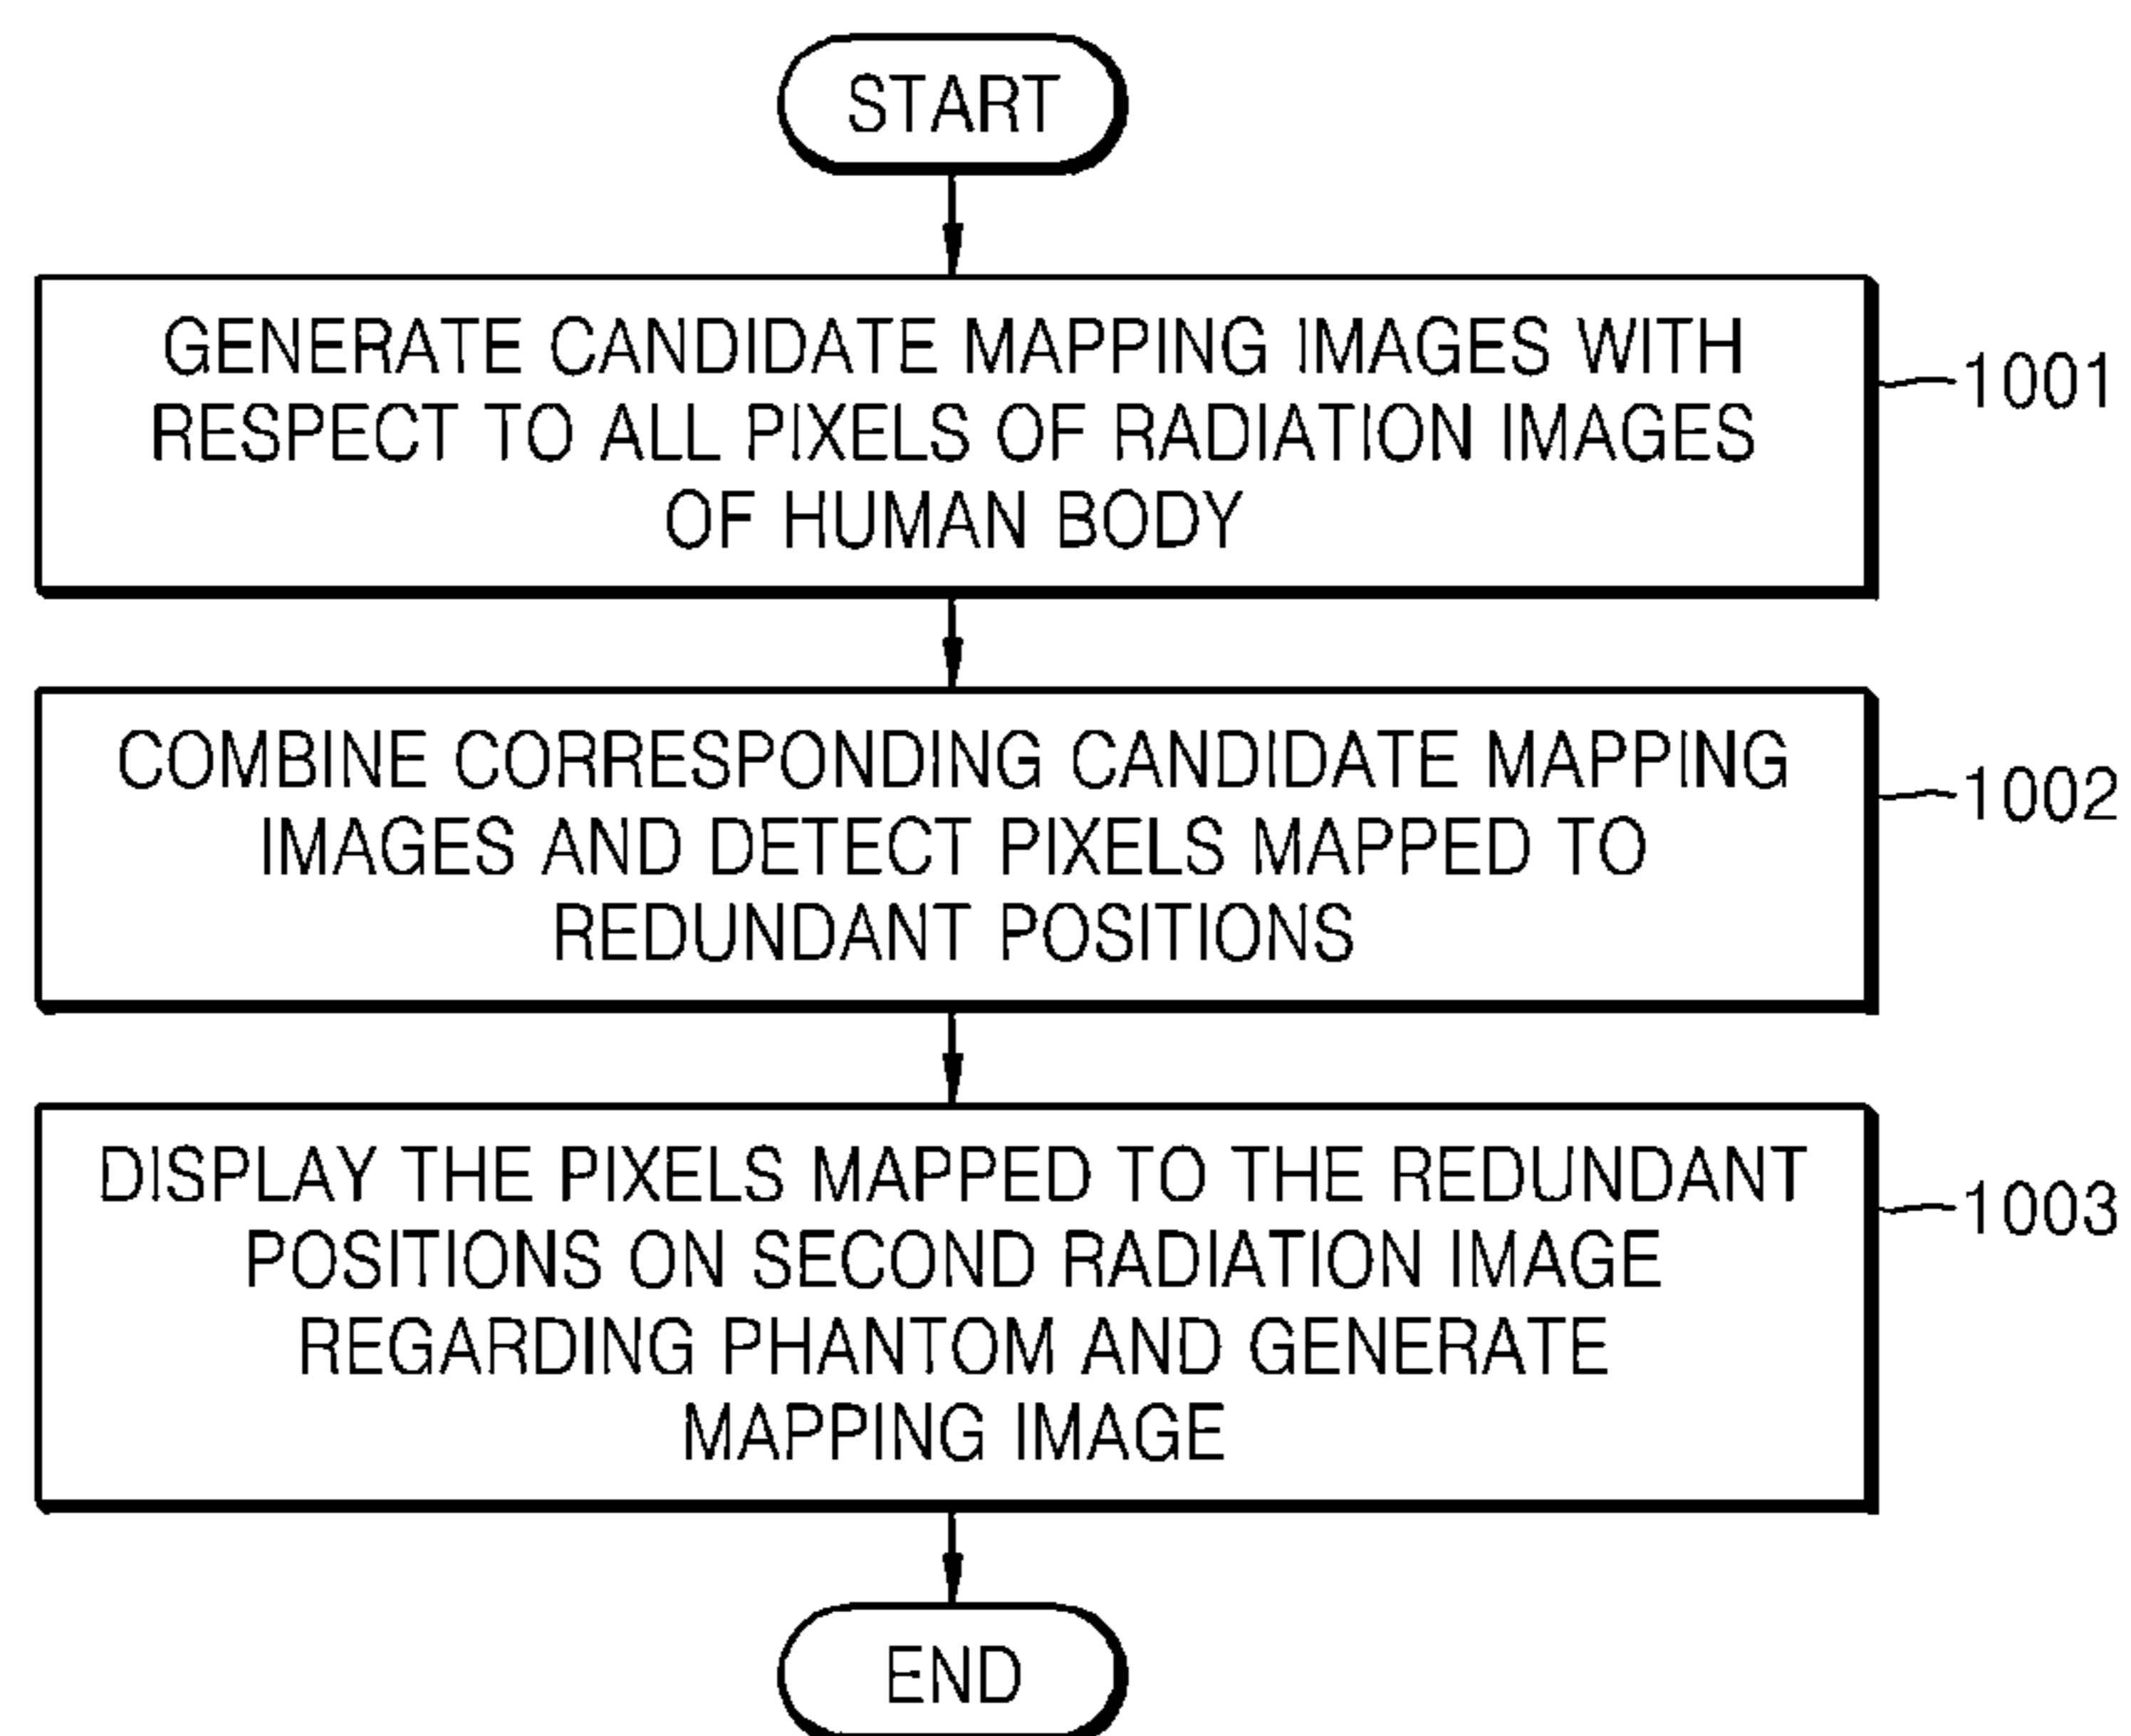 START
GENERATE CANDIDATE MAPPING IMAGES WITH
RESPECT TO ALL PIXELS OF RADIATION IMAGES
OF HUMAN BODY
1001
COMBINE CORRESPONDING CANDIDATE MAPPING
IMAGES AND DETECT PIXELS MAPPED TO
REDUNDANT POSITIONS
1002
DISPLAY THE PIXELS MAPPED TO THE REDUNDANT
POSITIONS ON SECOND RADIATION IMAGE
REGARDING PHANTOM AND GENERATE
MAPPING IMAGE
1003
END